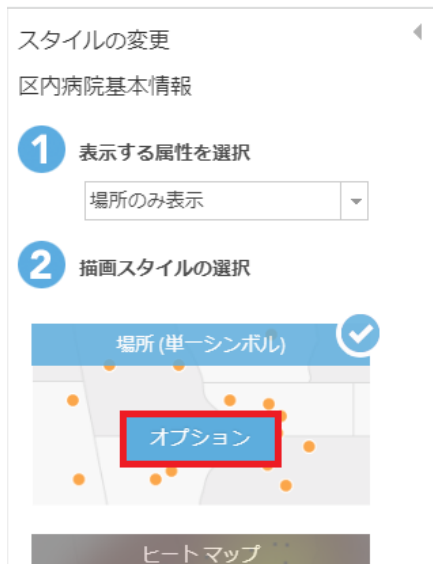 スタイルの変更
区内病院基本情報
1 表示する属性を選択
場所のみ表示
2 描画スタイルの選択
場所 (単一シンボル)
オプション
ヒート マップ